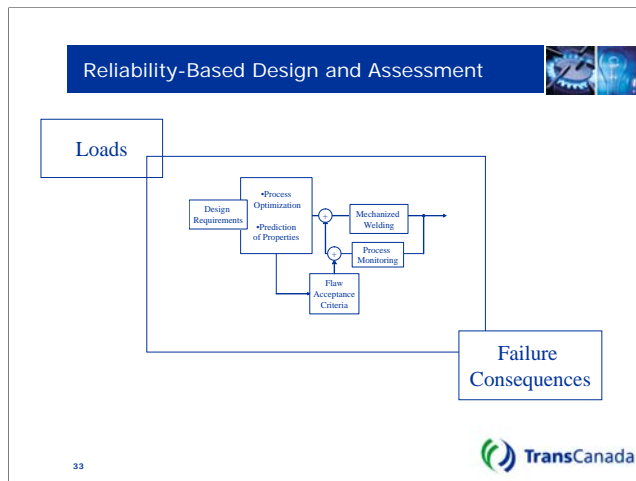 Reliability-Based Design and Assessment
Loads
Design
Requirements
•Process
Optimization
•Prediction
of Properties
+
Mechanized
Welding
+
Process
Monitoring
Flaw
Acceptance
Criteria
Failure
Consequences
33
TransCanada